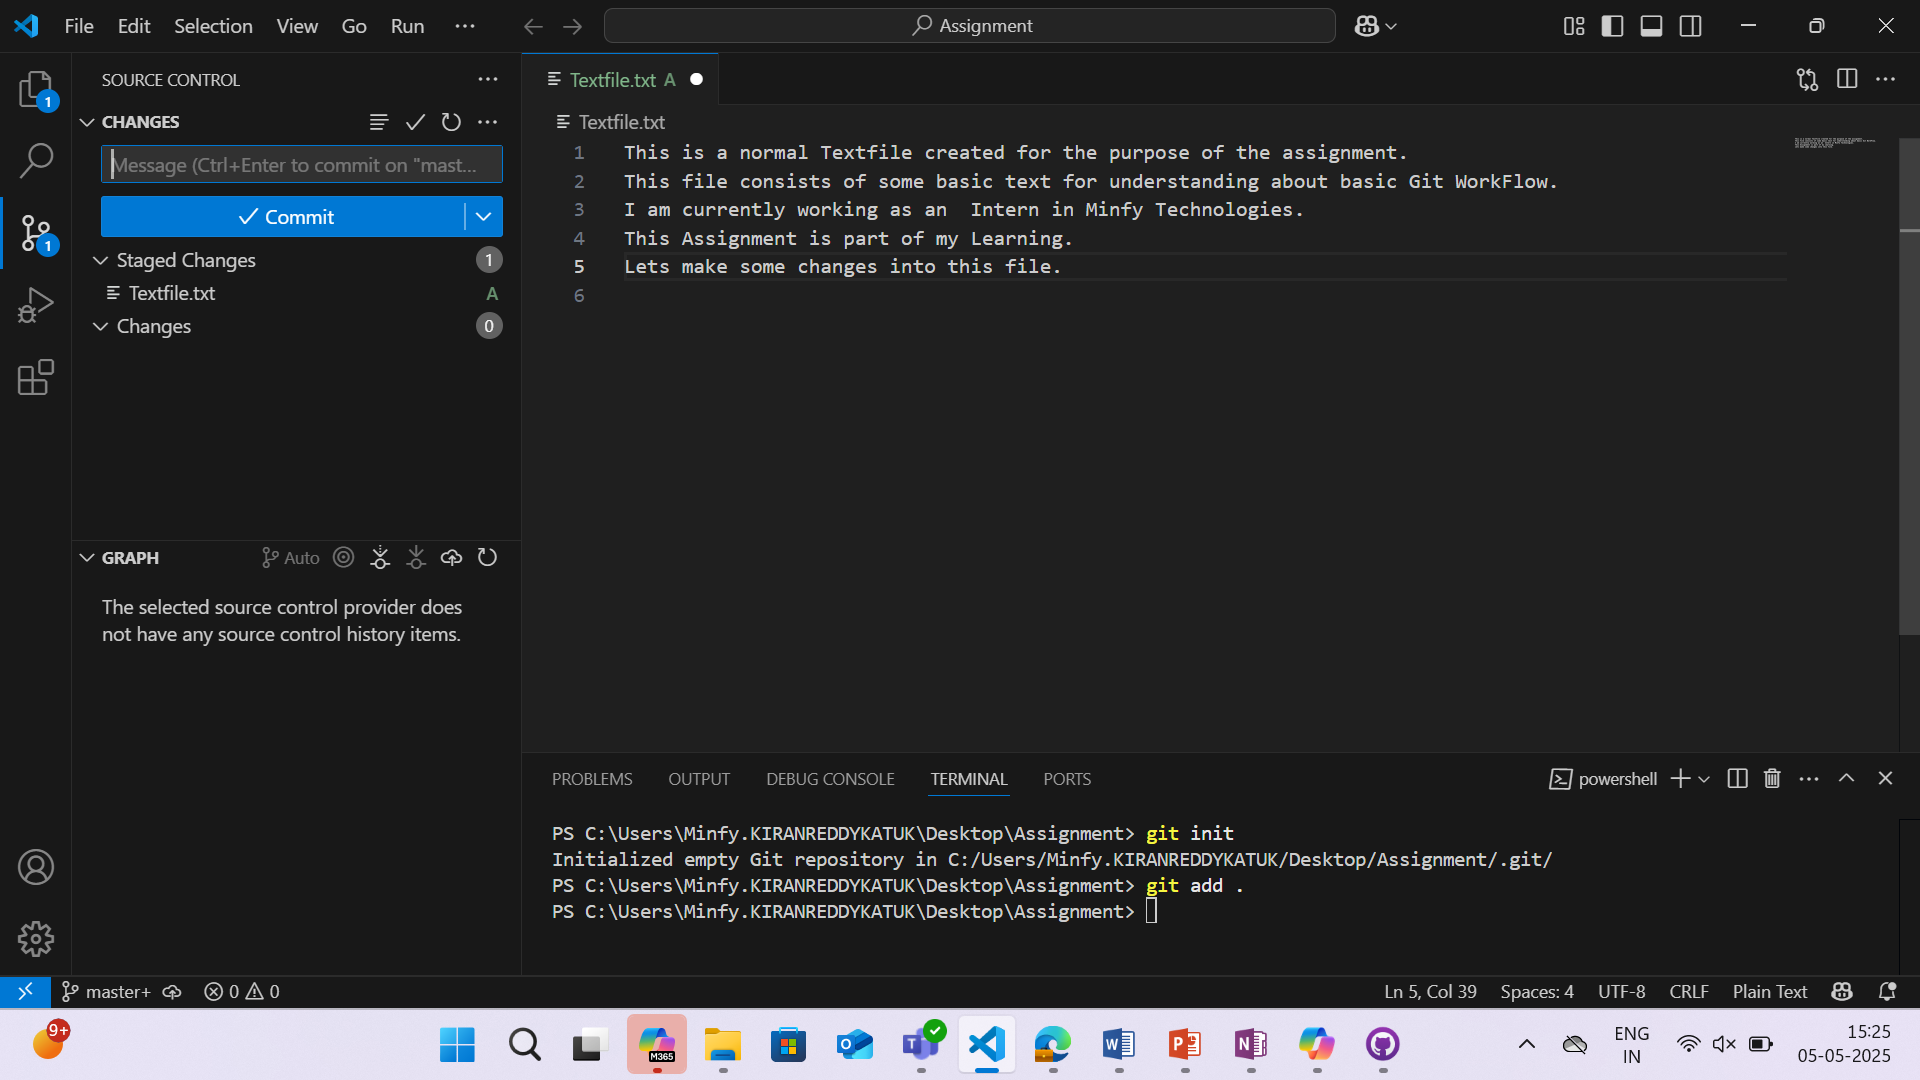 File Edit Selection View Go Run ···
Assignment
SOURCE CONTROL
CHANGES
Message (Ctrl+Enter to commit on "mast...
Commit
Staged Changes 1
Textfile.txt A
Changes 0
GRAPH Auto
The selected source control provider does
not have any source control history items.
1
1
Textfile.txt A
Textfile.txt
1 This is a normal Textfile created for the purpose of the assignment.
2 This file consists of some basic text for understanding about basic Git WorkFlow.
3 I am currently working as an  Intern in Minfy Technologies.
4 This Assignment is part of my Learning.
5 Lets make some changes into this file.
6
PROBLEMS OUTPUT DEBUG CONSOLE TERMINAL PORTS
powershell
PS C:\Users\Minfy.KIRANREDDYKATUK\Desktop\Assignment> git init
Initialized empty Git repository in C:/Users/Minfy.KIRANREDDYKATUK/Desktop/Assignment/.git/
PS C:\Users\Minfy.KIRANREDDYKATUK\Desktop\Assignment> git add .
PS C:\Users\Minfy.KIRANREDDYKATUK\Desktop\Assignment>
master+ 0 0
Ln 5, Col 39 Spaces: 4 UTF-8 CRLF Plain Text
9+
M365
ENG
IN
15:25
05-05-2025